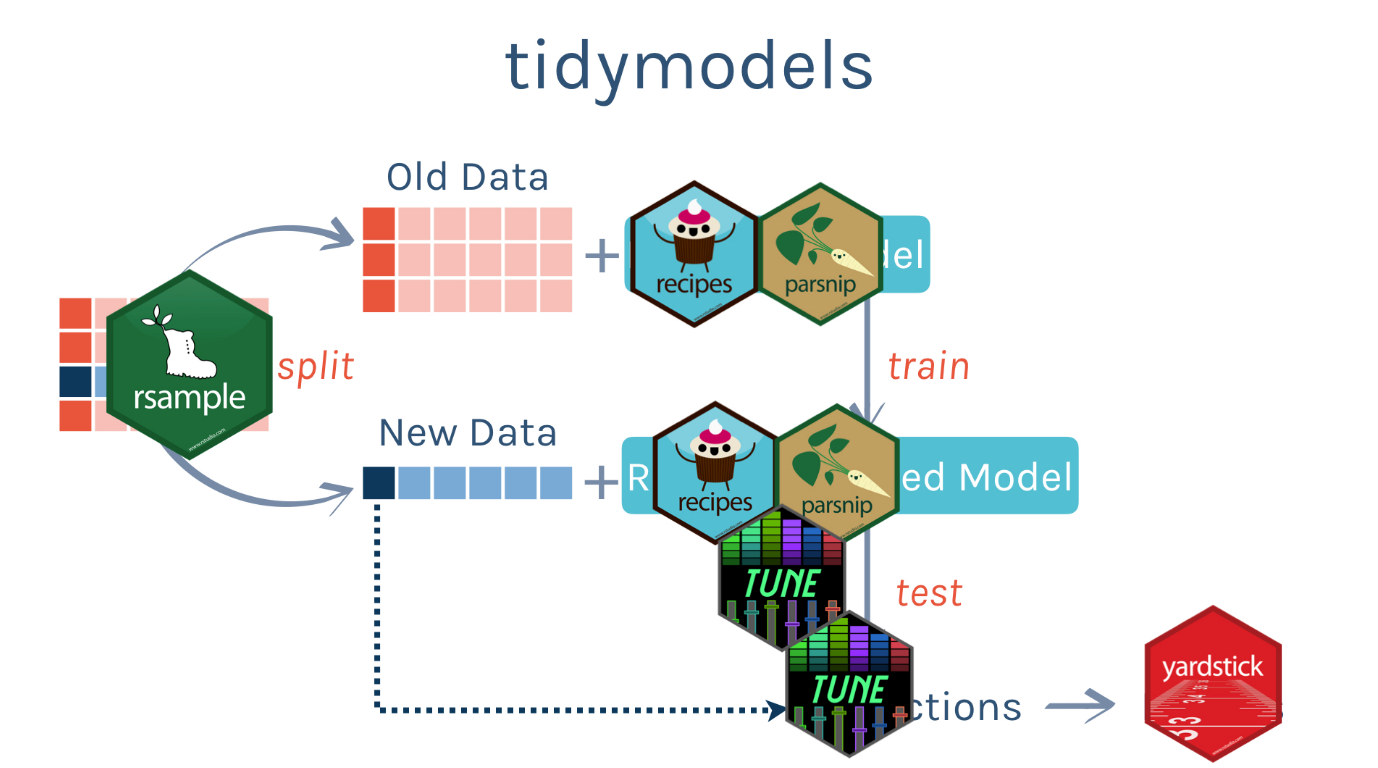 tidymodels
Old Data
+
recipes
parsnip
del
split
rsample
train
New Data
+
R
recipes
parsnip
ed Model
TUNE
test
TUNE
ctions
yardstick